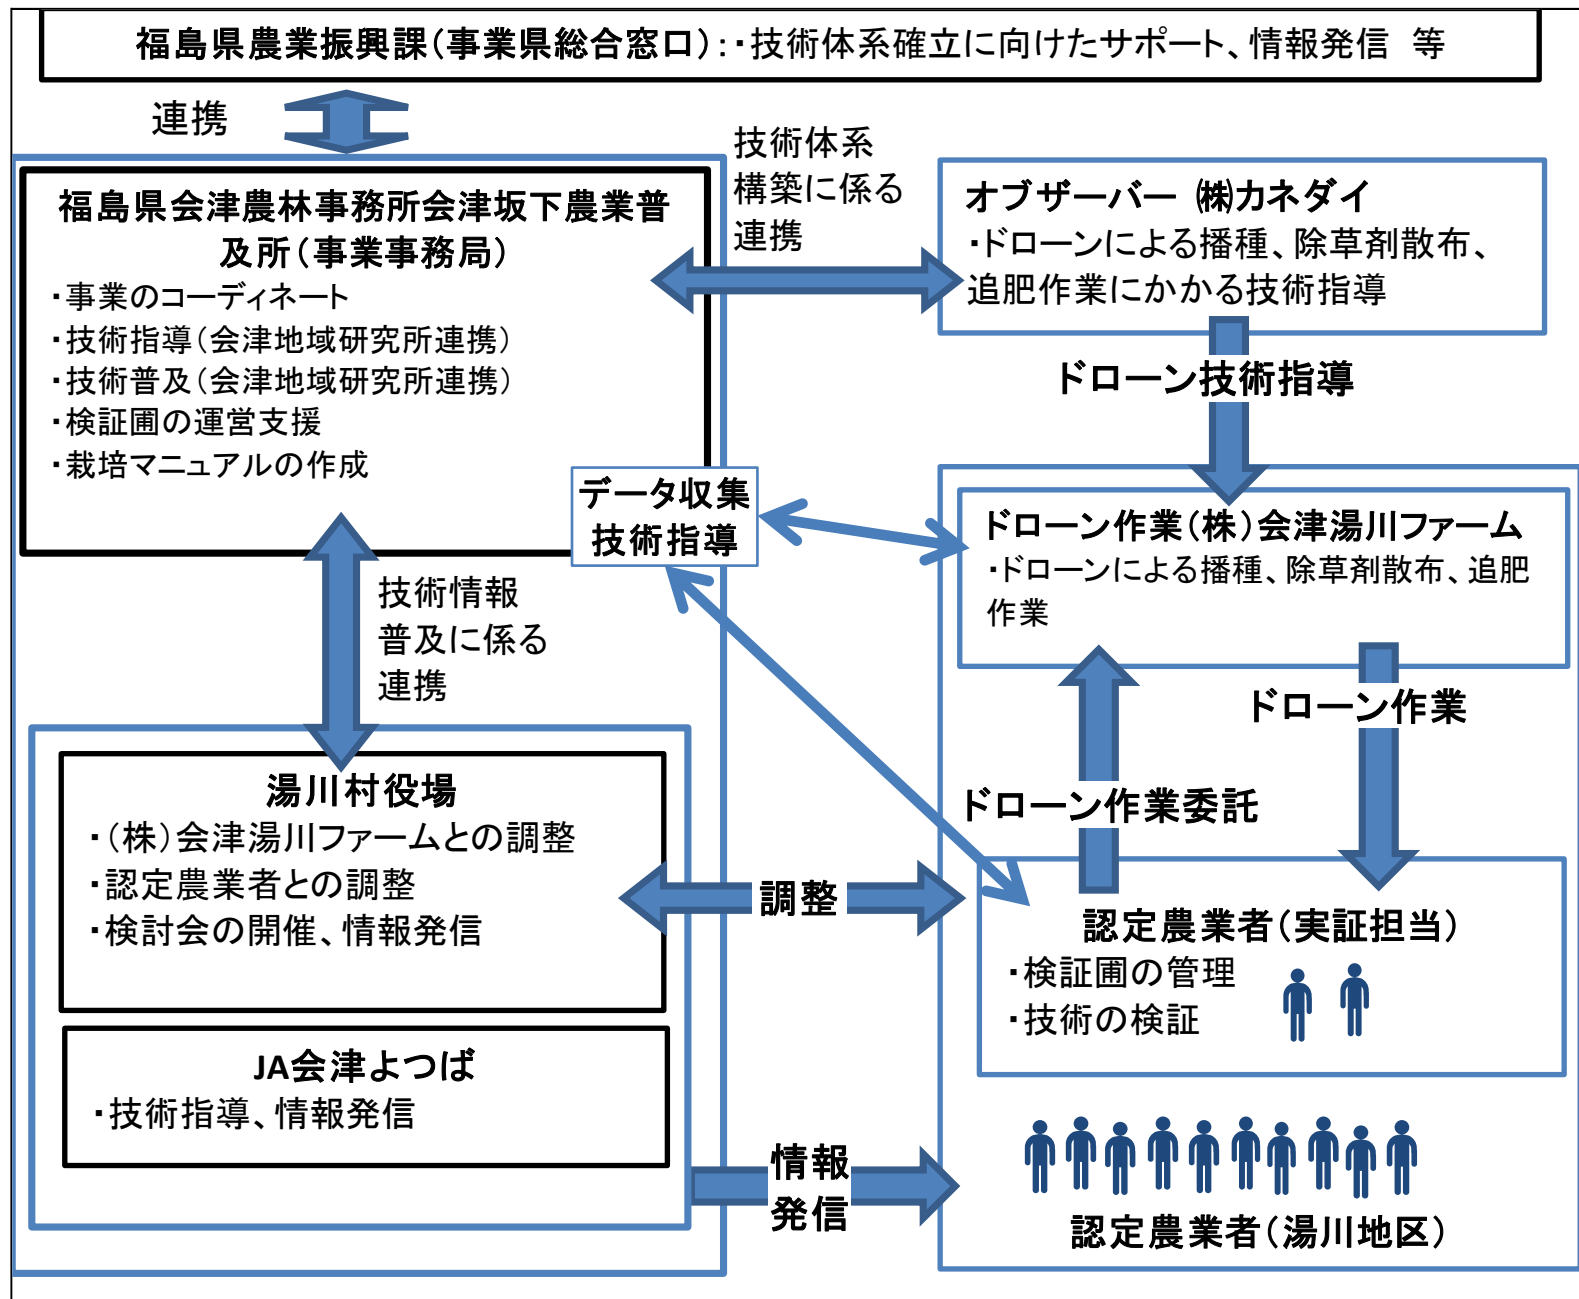 福島県農業振興課(事業県総合窓口):・技術体系確立に向けたサポート、情報発信 等
連携
福島県会津農林事務所会津坂下農業普
及所(事業事務局)
・事業のコーディネート
・技術指導(会津地域研究所連携)
・技術普及(会津地域研究所連携)
・検証圃の運営支援
・栽培マニュアルの作成
技術体系
構築に係る
連携
オブザーバー ㈱カネダイ
・ドローンによる播種、除草剤散布、
追肥作業にかかる技術指導
ドローン技術指導
データ収集
技術指導
ドローン作業(株)会津湯川ファーム
・ドローンによる播種、除草剤散布、追肥
作業
技術情報
普及に係る
連携
ドローン作業
ドローン作業委託
湯川村役場
・(株)会津湯川ファームとの調整
・認定農業者との調整
・検討会の開催、情報発信
調整
認定農業者(実証担当)
・検証圃の管理
・技術の検証
JA会津よつば
・技術指導、情報発信
情報
発信
認定農業者(湯川地区)